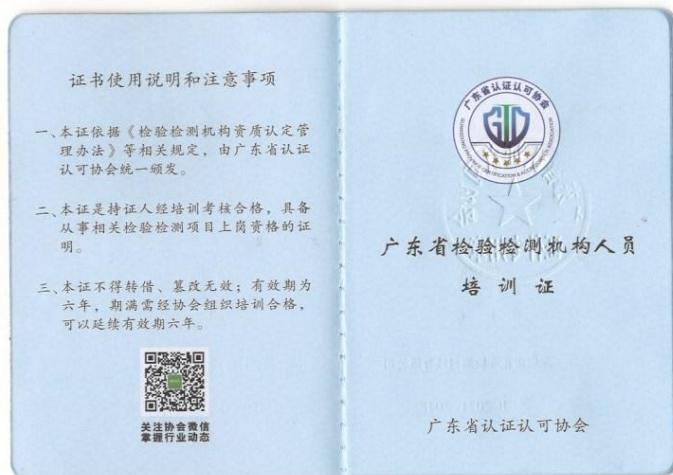 证书使用说明和注意事项
一、本证依据《检验检测机构资质认定管
理办法》等相关规定，由广东省认证
认可协会统一颁发。
二、本证是持证人经培训考核合格，具备
从事相关检验检测项目上岗资格的证
明。
三、本证不得转借、篡改无效；有效期为
六年，期满需经协会组织培训合格，
可以延续有效期六年。
关注协会微信
掌握行业动态
广东省认证认可协会
GUANGDONG PROVINCE CERTIFICATION & ACCREDITATION ASSOCIATION
广东省检验检测机构人员
培训证
广东省认证认可协会